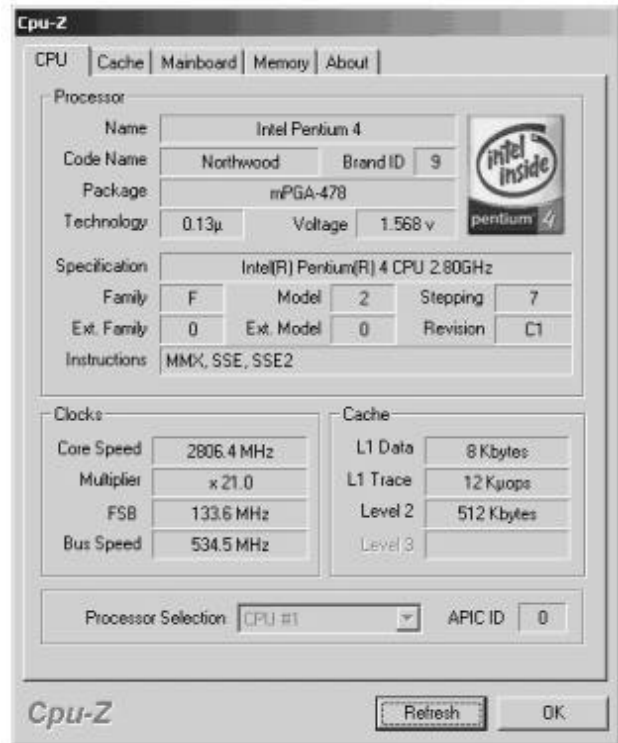 Cpu-Z
CPU Cache Mainboard Memory About
Processor
Name Intel Pentium 4
Code Name Northwood Brand ID 9
Package mPGA-478
Technology 0.13µ Voltage 1.568 v
intel inside
pentium 4
Specification Intel(R) Pentium(R) 4 CPU 2.80GHz
Family F Model 2 Stepping 7
Ext. Family 0 Ext. Model 0 Revision C1
Instructions MMX, SSE, SSE2
Clocks
Core Speed 2806.4 MHz
Multiplier x 21.0
FSB 133.6 MHz
Bus Speed 534.5 MHz
Cache
L1 Data 8 Kbytes
L1 Trace 12 Kµops
Level 2 512 Kbytes
Level 3
Processor Selection CPU #1 APIC ID 0
Cpu-Z Refresh OK